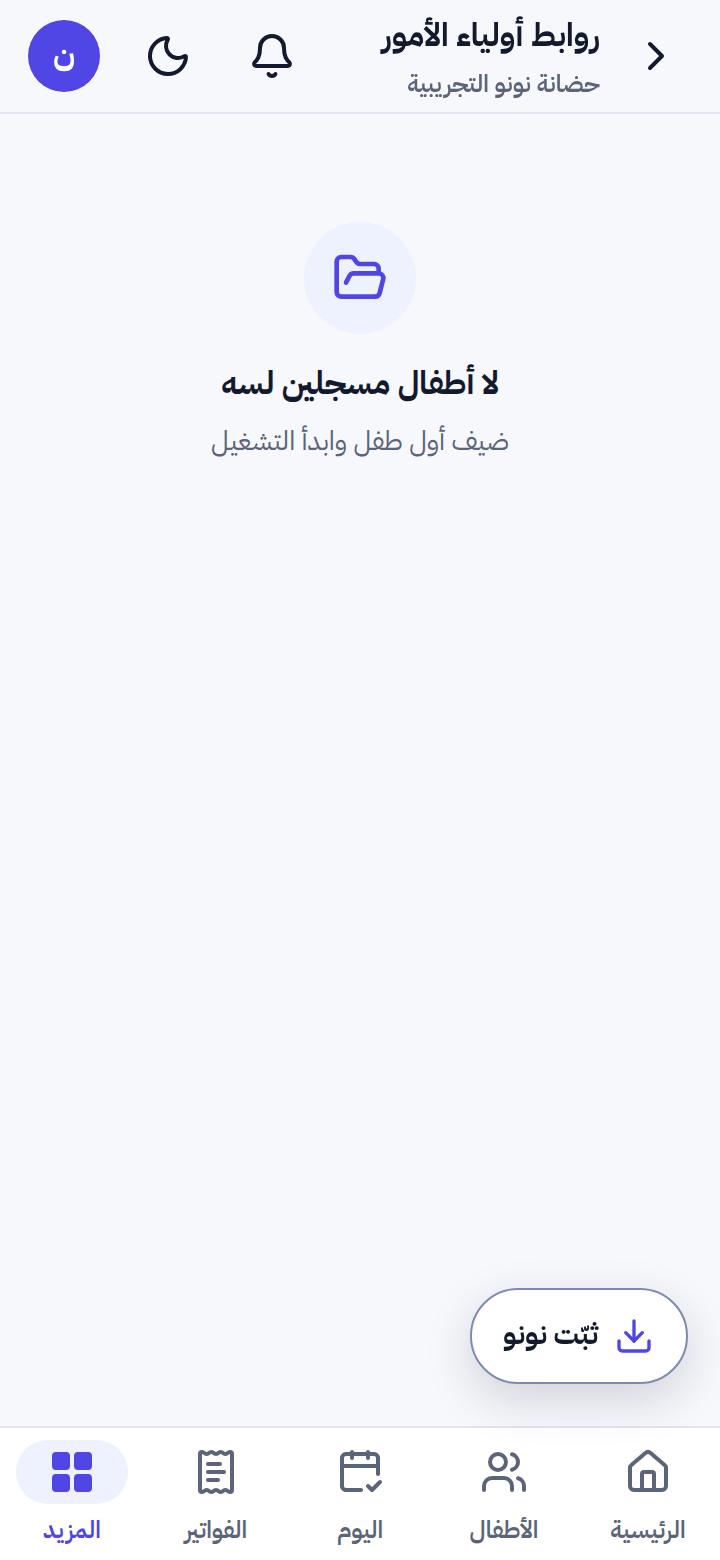 روابط أولياء الأمور
حضانة نونو التجريبية
ن
لا أطفال مسجلين لسه
ضيف أول طفل وابدأ التشغيل
ثبّت نونو
الرئيسية
الأطفال
اليوم
الفواتير
المزيد